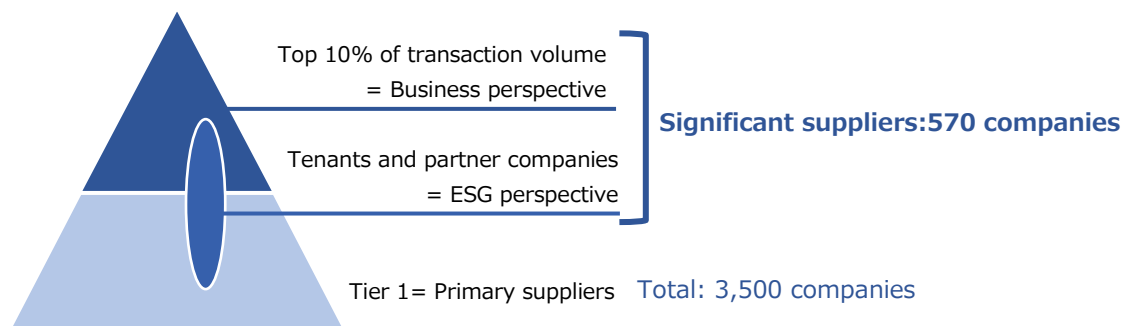 Top 10% of transaction volume
= Business perspective
Significant suppliers:570 companies
Tenants and partner companies
= ESG perspective
Tier 1= Primary suppliers Total: 3,500 companies